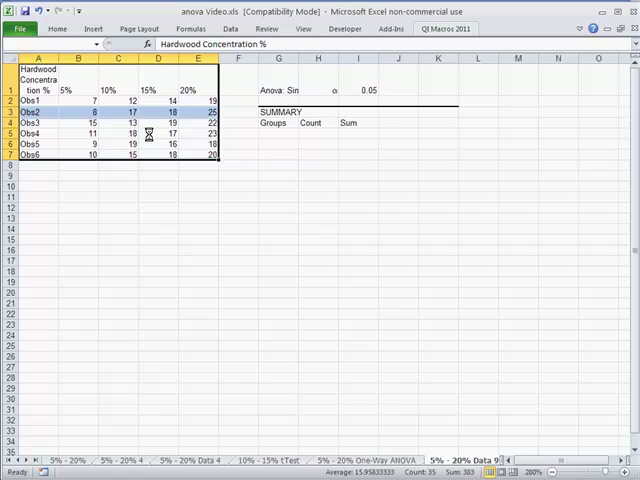 anova Video.xls [Compatibility Mode] - Microsoft Excel non-commercial use
File Home Insert Page Layout Formulas Data Review View Developer Add-Ins QI Macros 2011
fx Hardwood Concentration %
A B C D E F G H I J K L M N O
Hardwood
Concentra
1 tion % 5% 10% 15% 20% Anova: Sin α 0.05
2 Obs1 7 12 14 19
3 Obs2 8 17 18 25 SUMMARY
4 Obs3 15 13 19 22 Groups Count Sum
5 Obs4 11 18 17 23
6 Obs5 9 19 16 18
7 Obs6 10 15 18 20
8
9
10
11
12
13
14
15
16
17
18
19
20
21
22
23
24
25
26
27
28
29
30
31
32
33
34
35
5% - 20% 5% - 20% 4 5% - 20% Data 4 10% - 15% tTest 5% - 20% One-Way ANOVA 5% - 20% Data 9
Ready Average: 15.95833333 Count: 35 Sum: 383 280%